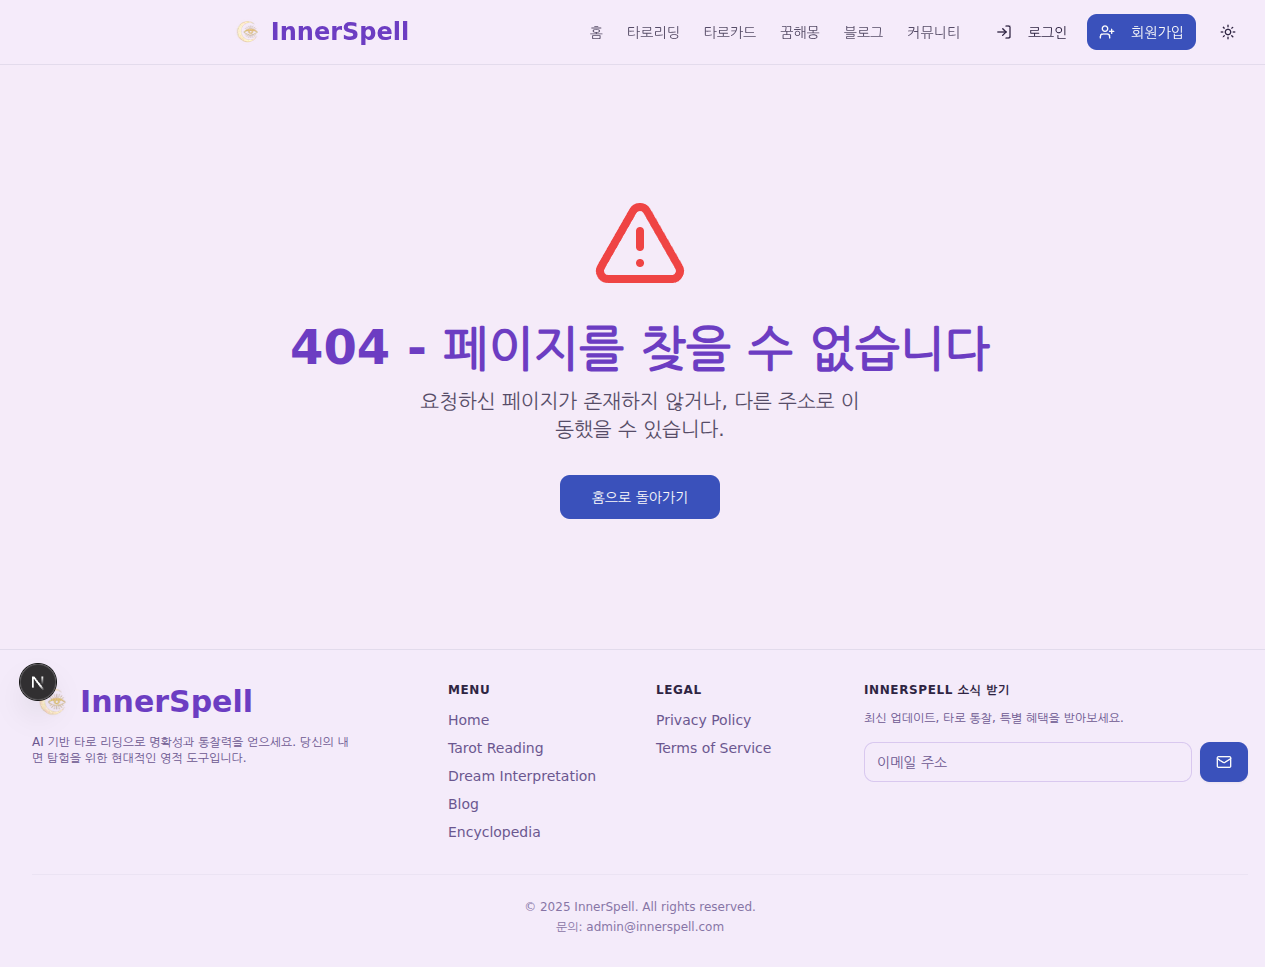 InnerSpell
홈 타로리딩 타로카드 꿈해몽 블로그 커뮤니티 로그인 회원가입
404 - 페이지를 찾을 수 없습니다
요청하신 페이지가 존재하지 않거나, 다른 주소로 이
동했을 수 있습니다.
홈으로 돌아가기
N
InnerSpell
AI 기반 타로 리딩으로 명확성과 통찰력을 얻으세요. 당신의 내
면 탐험을 위한 현대적인 영적 도구입니다.
MENU
Home
Tarot Reading
Dream Interpretation
Blog
Encyclopedia
LEGAL
Privacy Policy
Terms of Service
INNERSPELL 소식 받기
최신 업데이트, 타로 통찰, 특별 혜택을 받아보세요.
이메일 주소
© 2025 InnerSpell. All rights reserved.
문의: admin@innerspell.com